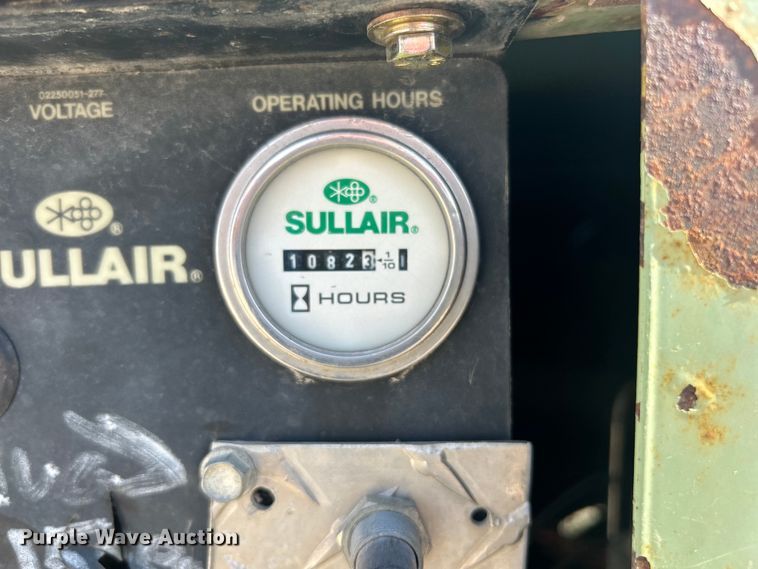 02250051-277
VOLTAGE
OPERATING HOURS
SULLAIR®
SULLAIR®
10823 1/10
HOURS
Purple Wave Auction